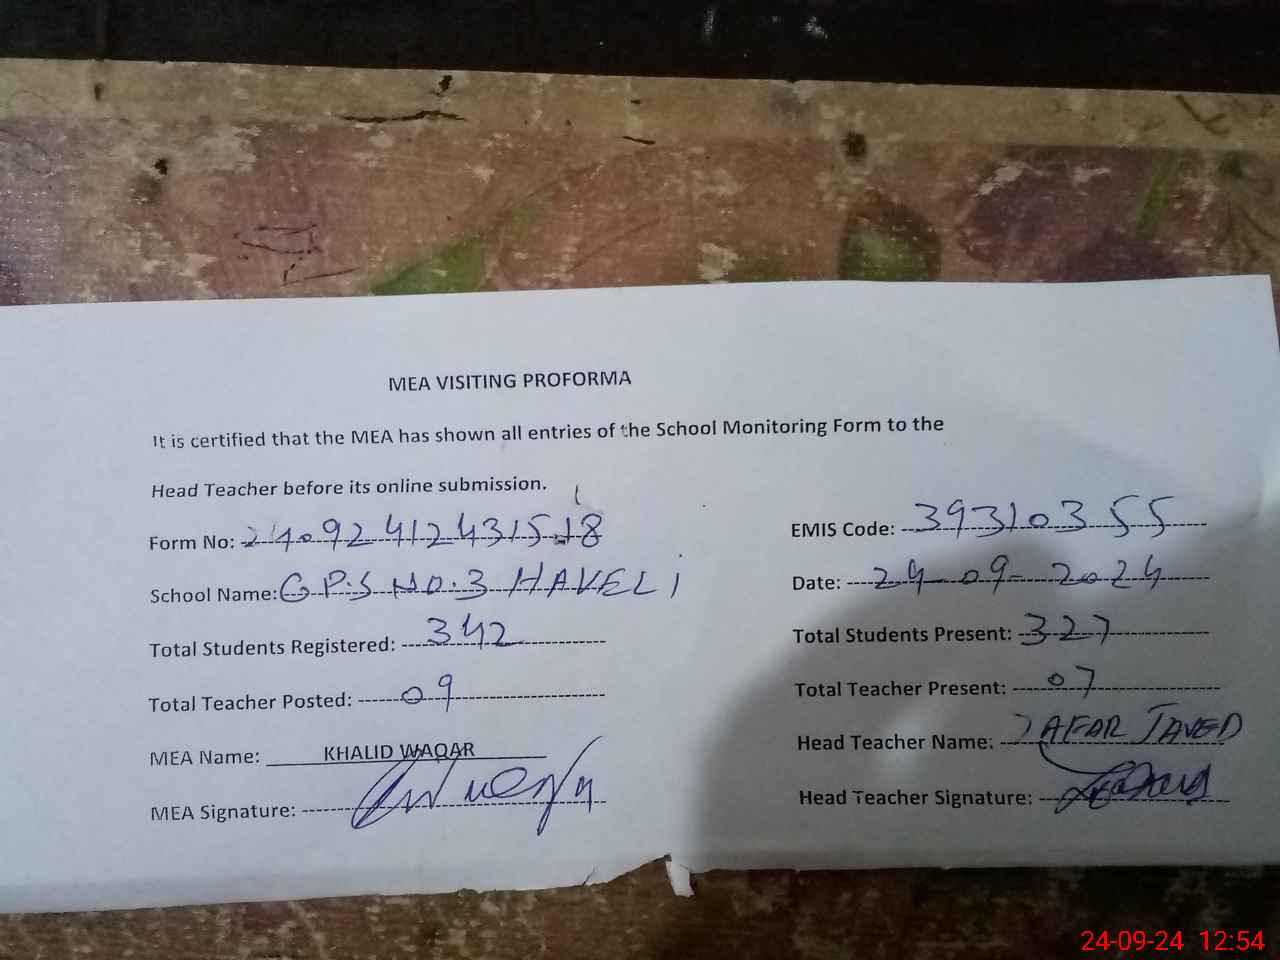 MEA VISITING PROFORMA
It is certified that the MEA has shown all entries of the School Monitoring Form to the
Head Teacher before its online submission.
Form No: 24092412431518 EMIS Code: 39310355
School Name: G.P.S NO.3 HAVELI Date: 24-09-2024
Total Students Registered: 342 Total Students Present: 327
Total Teacher Posted: 09 Total Teacher Present: 07
MEA Name: KHALID WAQAR Head Teacher Name: ZAFAR JAVED
MEA Signature: Head Teacher Signature:
24-09-24 12:54